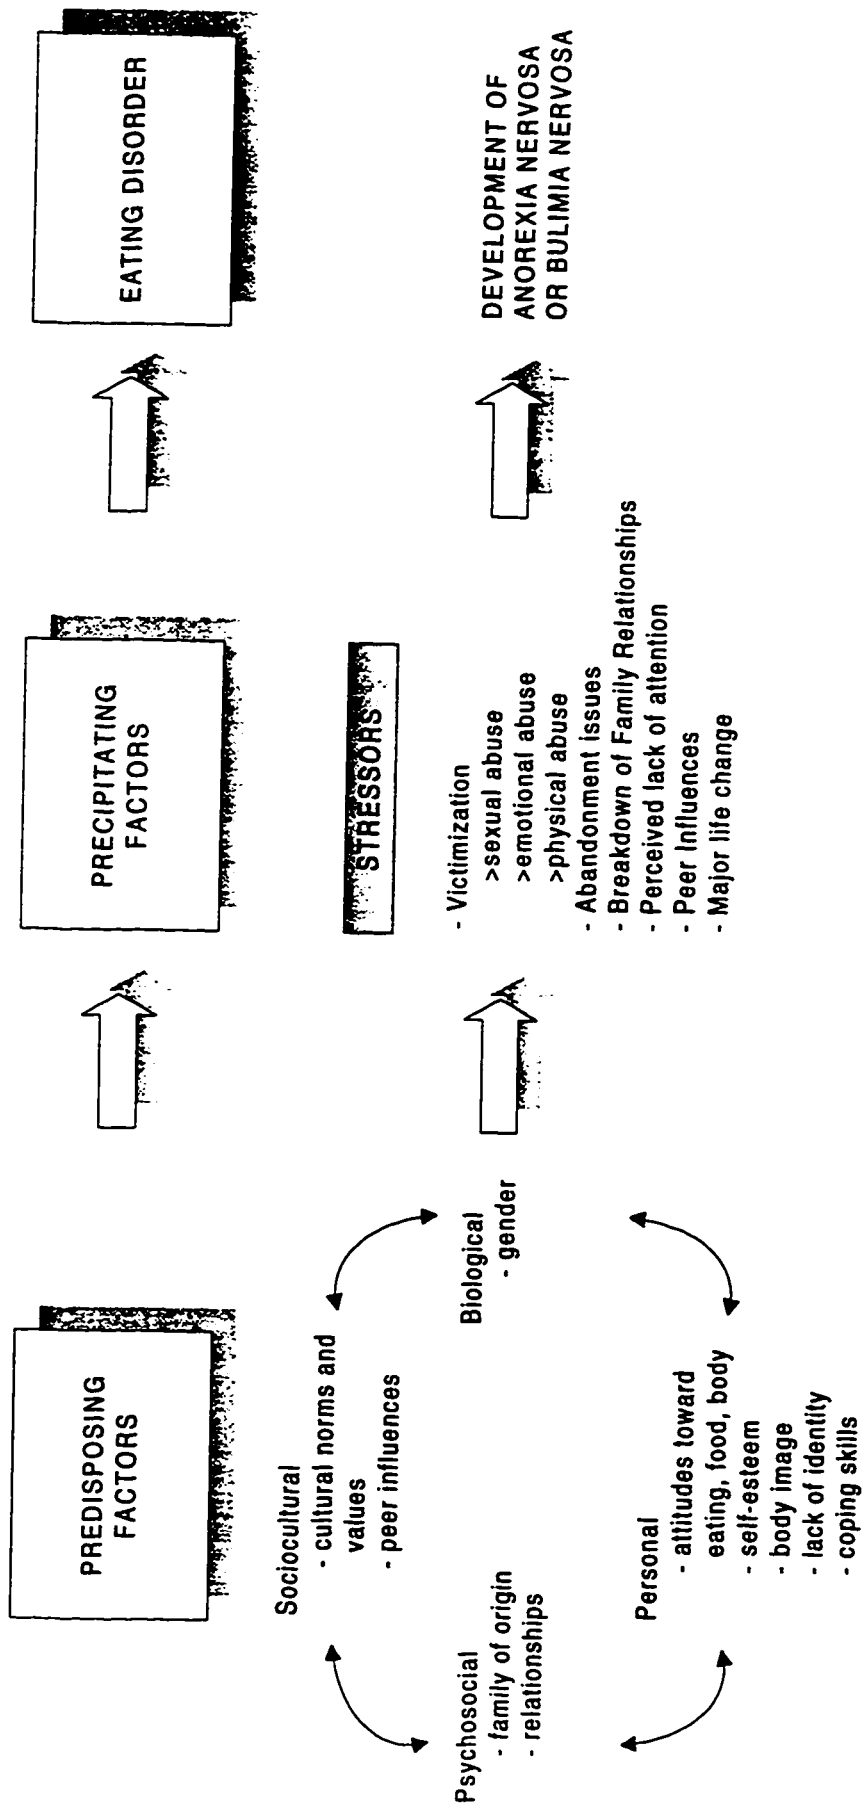 PREDISPOSING
FACTORS
PRECIPITATING
FACTORS
EATING DISORDER
Sociocultural
- cultural norms and
values
- peer influences
Psychosocial
- family of origin
- relationships
Biological
- gender
Personal
- attitudes toward
eating, food, body
- self-esteem
- body image
- lack of identity
- coping skills
STRESSORS
- Victimization
>sexual abuse
>emotional abuse
>physical abuse
- Abandonment issues
- Breakdown of Family Relationships
- Perceived lack of attention
- Peer Influences
- Major life change
DEVELOPMENT OF
ANOREXIA NERVOSA
OR BULIMIA NERVOSA